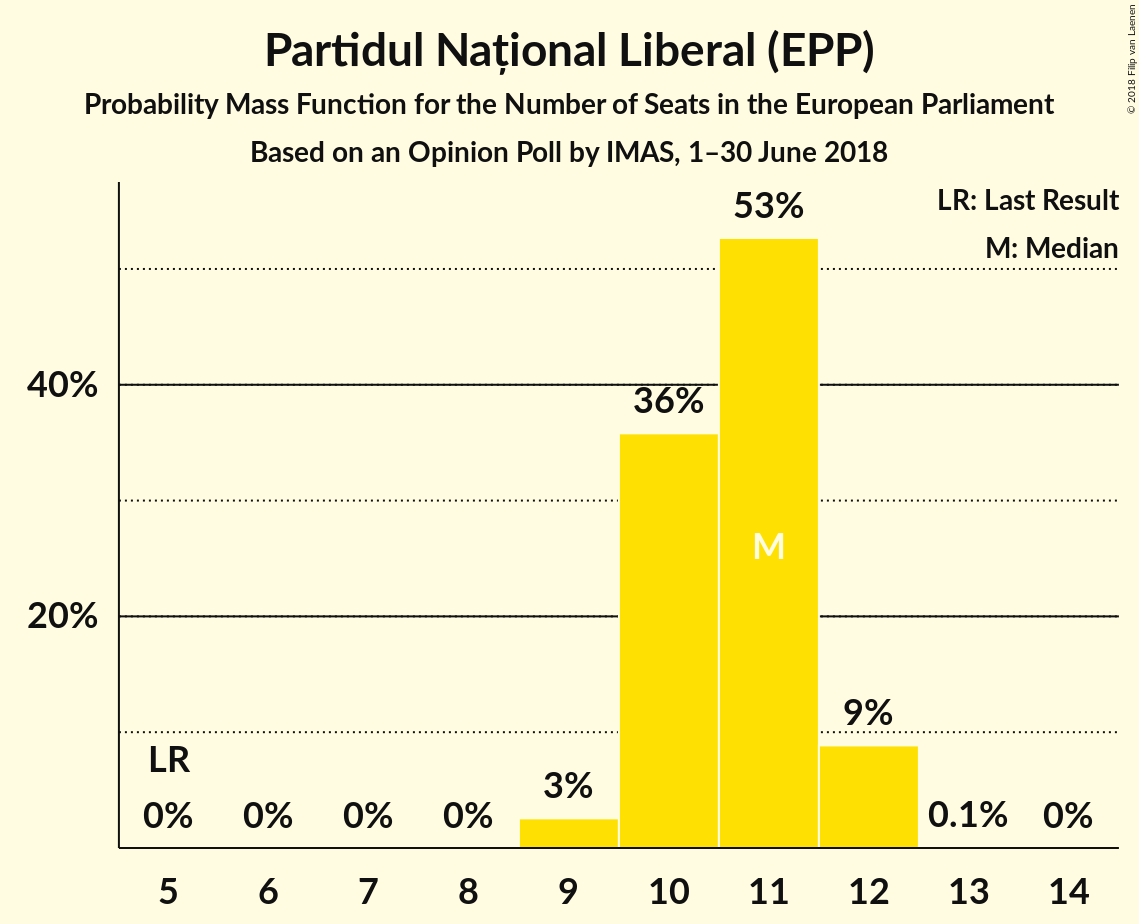 Partidul Național Liberal (EPP)
Probability Mass Function for the Number of Seats in the European Parliament
Based on an Opinion Poll by IMAS, 1–30 June 2018
© 2018 Filip van Laenen
LR: Last Result
M: Median
53%
40%
36%
M
20%
9%
LR
3%
0% 0% 0% 0% 0.1% 0%
5 6 7 8 9 10 11 12 13 14